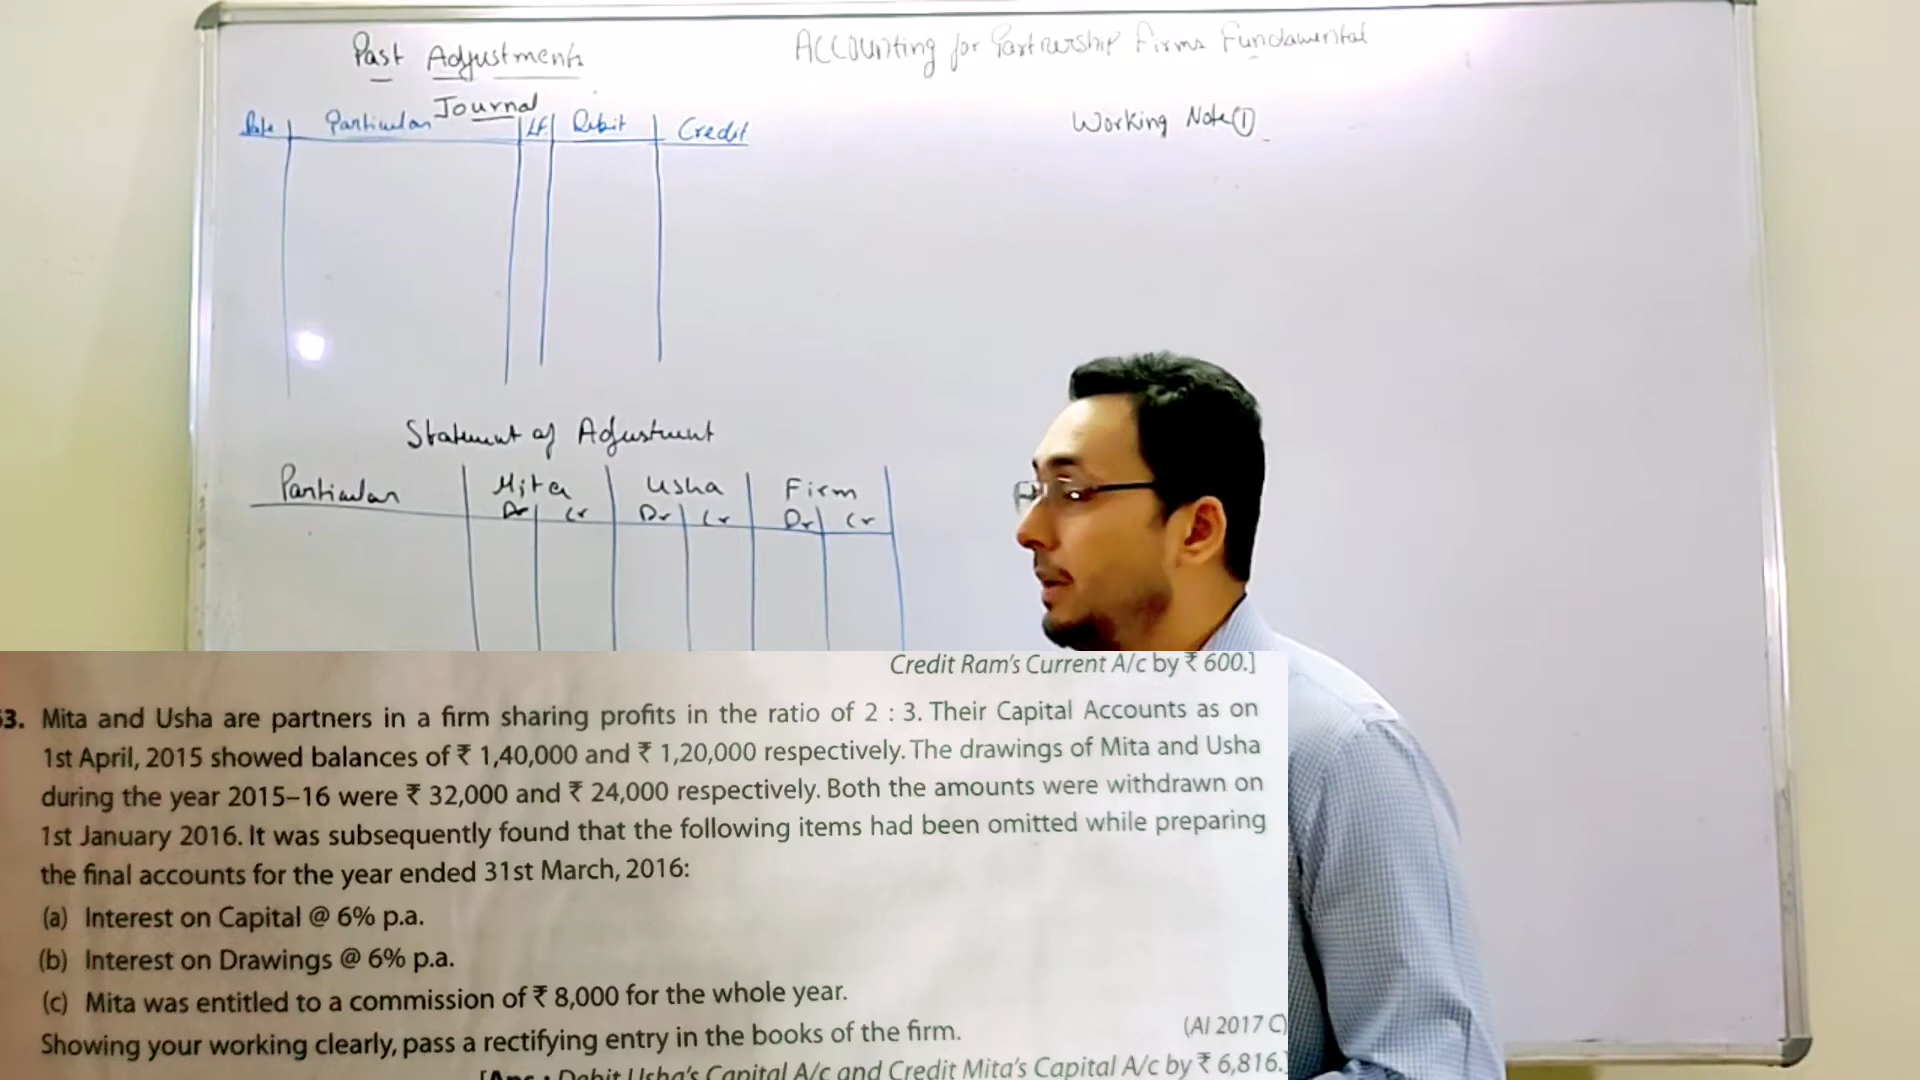 Past Adjustments
Accounting for Partnership Firms Fundamental
Journal
Date Particular LF Debit Credit
Working Note ①
Statement of Adjustment
Particular Mita Usha Firm
Dr Cr Dr Cr Dr Cr
Credit Ram's Current A/c by ₹ 600.]
3. Mita and Usha are partners in a firm sharing profits in the ratio of 2 : 3. Their Capital Accounts as on
1st April, 2015 showed balances of ₹ 1,40,000 and ₹ 1,20,000 respectively. The drawings of Mita and Usha
during the year 2015–16 were ₹ 32,000 and ₹ 24,000 respectively. Both the amounts were withdrawn on
1st January 2016. It was subsequently found that the following items had been omitted while preparing
the final accounts for the year ended 31st March, 2016:
(a) Interest on Capital @ 6% p.a.
(b) Interest on Drawings @ 6% p.a.
(c) Mita was entitled to a commission of ₹ 8,000 for the whole year.
Showing your working clearly, pass a rectifying entry in the books of the firm.
(AI 2017 C)
[Ans.: Debit Usha's Capital A/c and Credit Mita's Capital A/c by ₹ 6,816.]